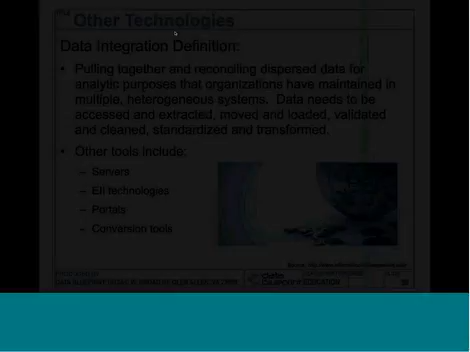 Other Technologies
Data Integration Definition:
• Pulling together and reconciling dispersed data for
analytic purposes that organizations have maintained in
multiple, heterogeneous systems. Data needs to be
accessed and extracted, moved and loaded, validated
and cleaned, standardized and transformed.
• Other tools include:
– Servers
– EII technologies
– Portals
– Conversion tools